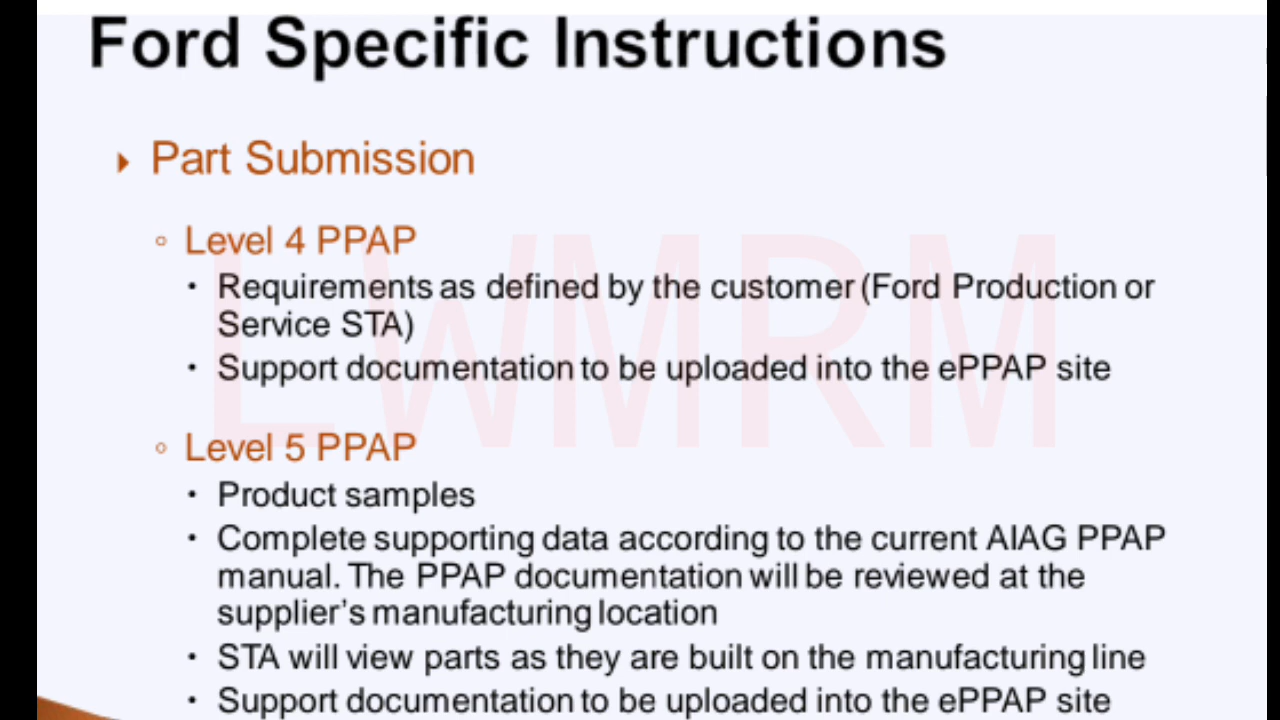 Ford Specific Instructions
Part Submission
Level 4 PPAP
Requirements as defined by the customer (Ford Production or
Service STA)
Support documentation to be uploaded into the ePPAP site
Level 5 PPAP
Product samples
Complete supporting data according to the current AIAG PPAP
manual. The PPAP documentation will be reviewed at the
supplier's manufacturing location
STA will view parts as they are built on the manufacturing line
Support documentation to be uploaded into the ePPAP site
LWMRM